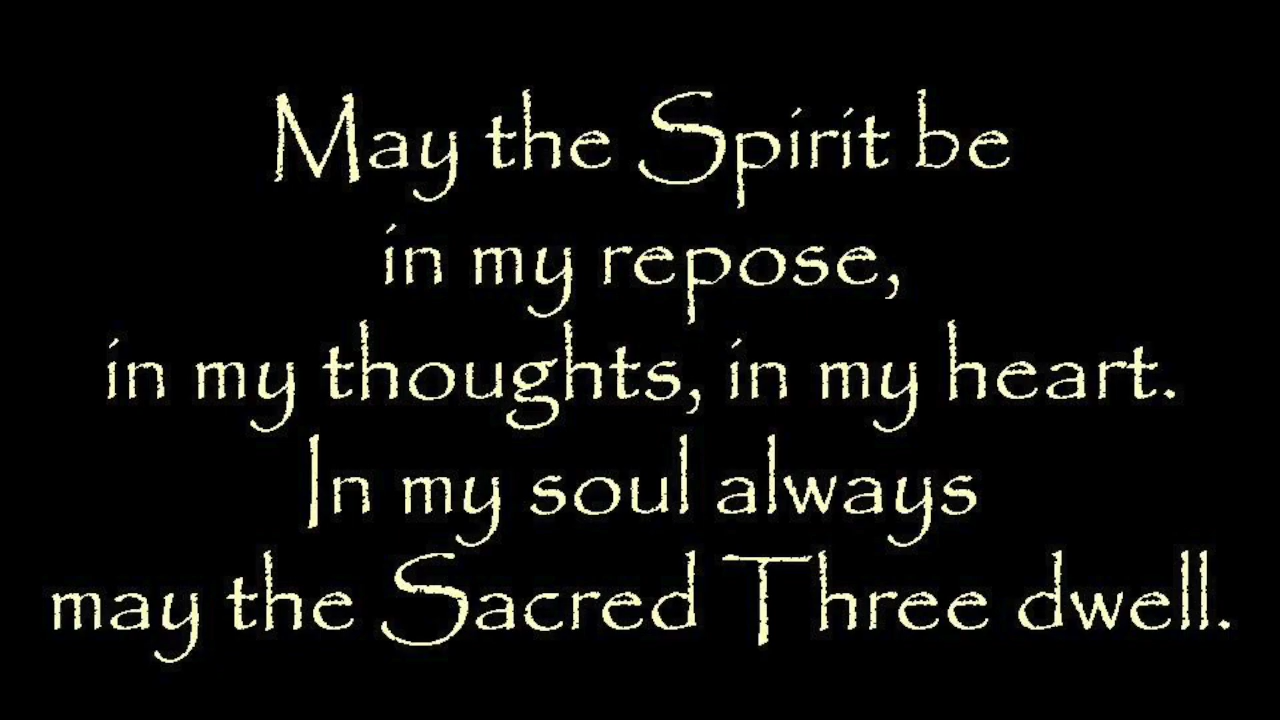 May the Spirit be
in my repose,
in my thoughts, in my heart.
In my soul always
may the Sacred Three dwell.